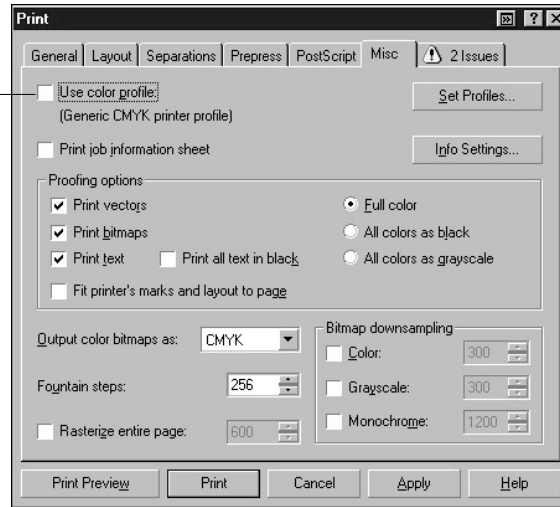 Print
General Layout Separations Prepress PostScript Misc 2 Issues
Use color profile: Set Profiles...
(Generic CMYK printer profile)
Print job information sheet Info Settings...
Proofing options
Print vectors Full color
Print bitmaps All colors as black
Print text Print all text in black All colors as grayscale
Fit printer's marks and layout to page
Output color bitmaps as: CMYK Bitmap downsampling
Color: 300
Fountain steps: 256 Grayscale: 300
Rasterize entire page: 600 Monochrome: 1200
Print Preview Print Cancel Apply Help